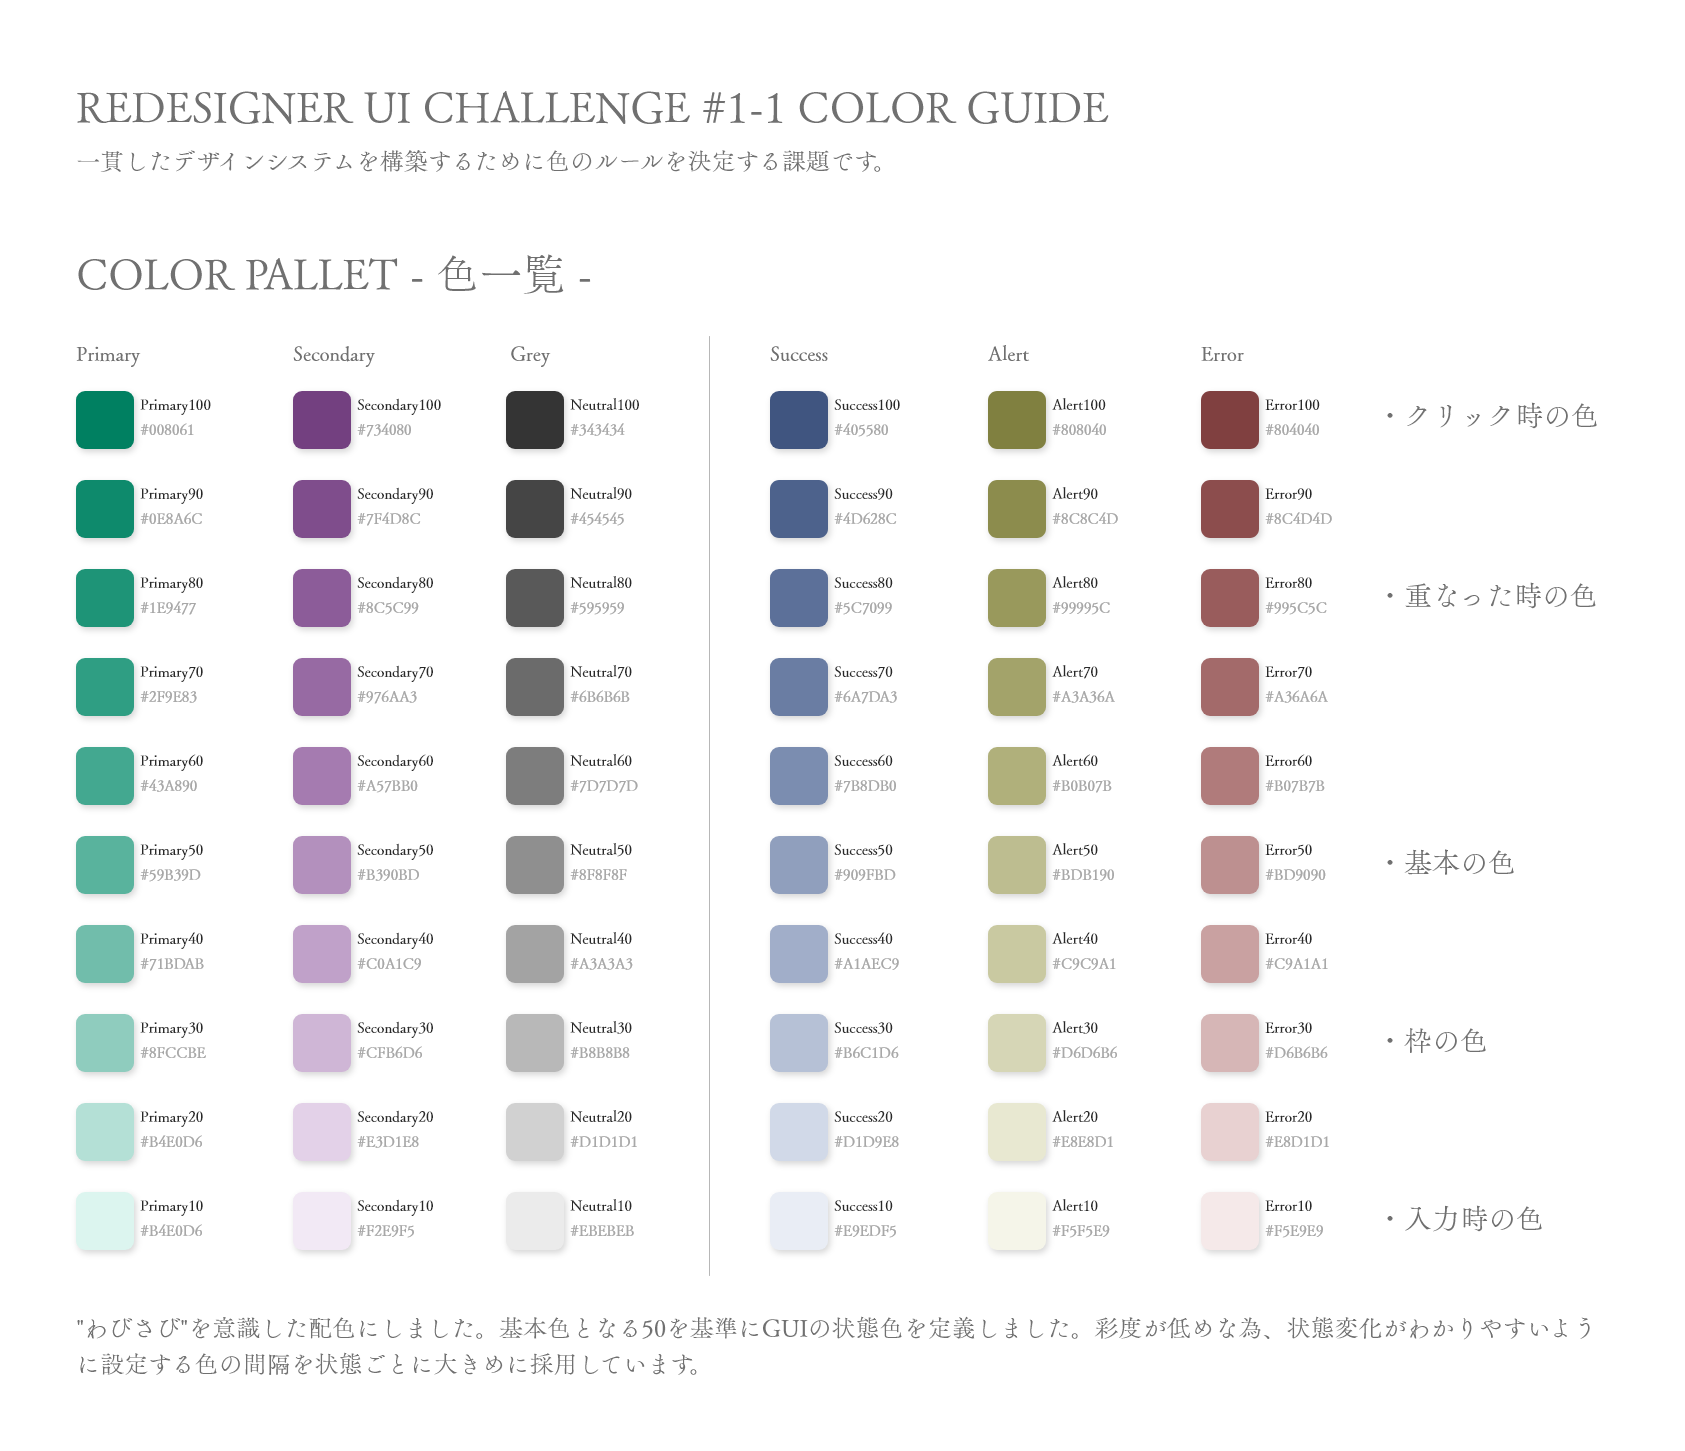 REDESIGNER UI CHALLENGE #1-1 COLOR GUIDE
一貫したデザインシステムを構築するために色のルールを決定する課題です。
COLOR PALLET - 色一覧 -
Primary
Secondary
Grey
Success
Alert
Error
Primary100
#008061
Secondary100
#734080
Neutral100
#343434
Success100
#405580
Alert100
#808040
Error100
#804040
・クリック時の色
Primary90
#0E8A6C
Secondary90
#7F4D8C
Neutral90
#454545
Success90
#4D628C
Alert90
#8C8C4D
Error90
#8C4D4D
Primary80
#1E9477
Secondary80
#8C5C99
Neutral80
#595959
Success80
#5C7099
Alert80
#99995C
Error80
#995C5C
・重なった時の色
Primary70
#2F9E83
Secondary70
#976AA3
Neutral70
#6B6B6B
Success70
#6A7DA3
Alert70
#A3A36A
Error70
#A36A6A
Primary60
#43A890
Secondary60
#A57BB0
Neutral60
#7D7D7D
Success60
#7B8DB0
Alert60
#B0B07B
Error60
#B07B7B
Primary50
#59B39D
Secondary50
#B390BD
Neutral50
#8F8F8F
Success50
#909FBD
Alert50
#BDB190
Error50
#BD9090
・基本の色
Primary40
#71BDAB
Secondary40
#C0A1C9
Neutral40
#A3A3A3
Success40
#A1AEC9
Alert40
#C9C9A1
Error40
#C9A1A1
Primary30
#8FCCBE
Secondary30
#CFB6D6
Neutral30
#B8B8B8
Success30
#B6C1D6
Alert30
#D6D6B6
Error30
#D6B6B6
・枠の色
Primary20
#B4E0D6
Secondary20
#E3D1E8
Neutral20
#D1D1D1
Success20
#D1D9E8
Alert20
#E8E8D1
Error20
#E8D1D1
Primary10
#B4E0D6
Secondary10
#F2E9F5
Neutral10
#EBEBEB
Success10
#E9EDF5
Alert10
#F5F5E9
Error10
#F5E9E9
・入力時の色
"わびさび"を意識した配色にしました。基本色となる50を基準にGUIの状態色を定義しました。彩度が低めな為、状態変化がわかりやすいよう
に設定する色の間隔を状態ごとに大きめに採用しています。